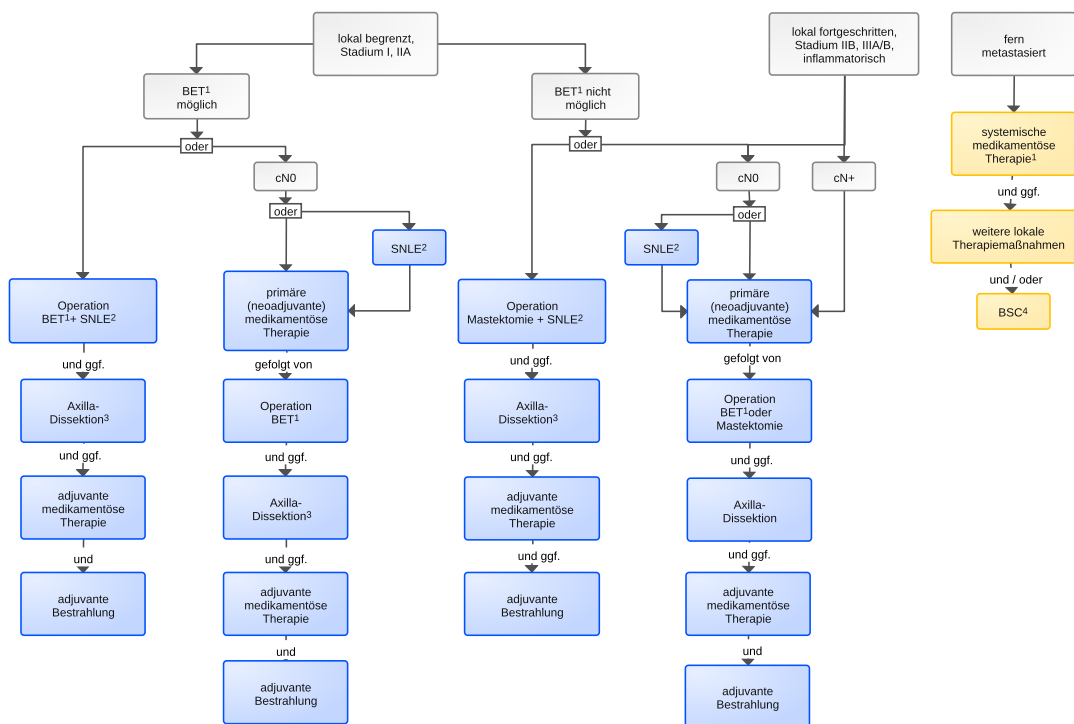 lokal begrenzt,
Stadium I, IIA
lokal fortgeschritten,
Stadium IIB, IIIA/B,
inflammatorisch
fern
metastasiert
BET¹
möglich
BET¹ nicht
möglich
oder
oder
cN0
oder
SNLE²
cN0
oder
SNLE²
cN+
systemische
medikamentöse
Therapie¹
und ggf.
weitere lokale
Therapiemaßnahmen
und / oder
BSC⁴
Operation
BET¹+ SNLE²
und ggf.
Axilla-
Dissektion³
und ggf.
adjuvante
medikamentöse
Therapie
und
adjuvante
Bestrahlung
primäre
(neoadjuvante)
medikamentöse
Therapie
gefolgt von
Operation
BET¹
und ggf.
Axilla-
Dissektion³
und ggf.
adjuvante
medikamentöse
Therapie
und
adjuvante
Bestrahlung
Operation
Mastektomie + SNLE²
und ggf.
Axilla-
Dissektion³
und ggf.
adjuvante
medikamentöse
Therapie
und ggf.
adjuvante
Bestrahlung
primäre
(neoadjuvante)
medikamentöse
Therapie
gefolgt von
Operation
BET¹oder
Mastektomie
und ggf.
Axilla-
Dissektion
und ggf.
adjuvante
medikamentöse
Therapie
und
adjuvante
Bestrahlung